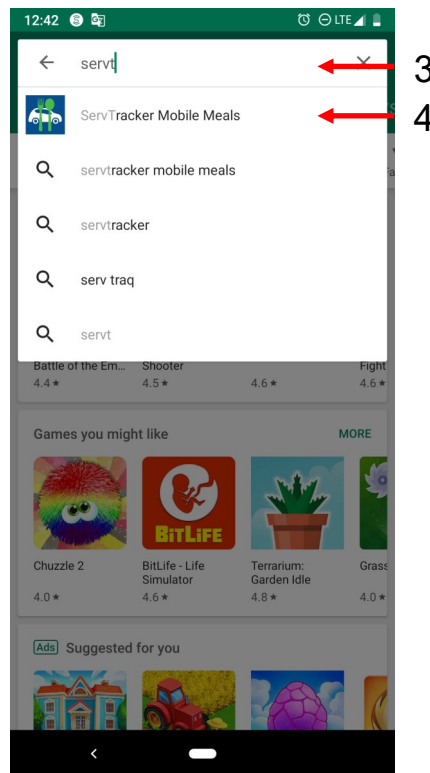 12:42 LTE
servt
3
ServTracker Mobile Meals
4
servtracker mobile meals
servtracker
serv traq
servt
Battle of the Em... Shooter Fight
4.4 ★ 4.5 ★ 4.6 ★ 4.6 ★
Games you might like MORE
BITLIFE
Chuzzle 2 BitLife - Life Simulator Terrarium: Garden Idle Grass
4.0 ★ 4.6 ★ 4.8 ★ 4.0 ★
Ads Suggested for you